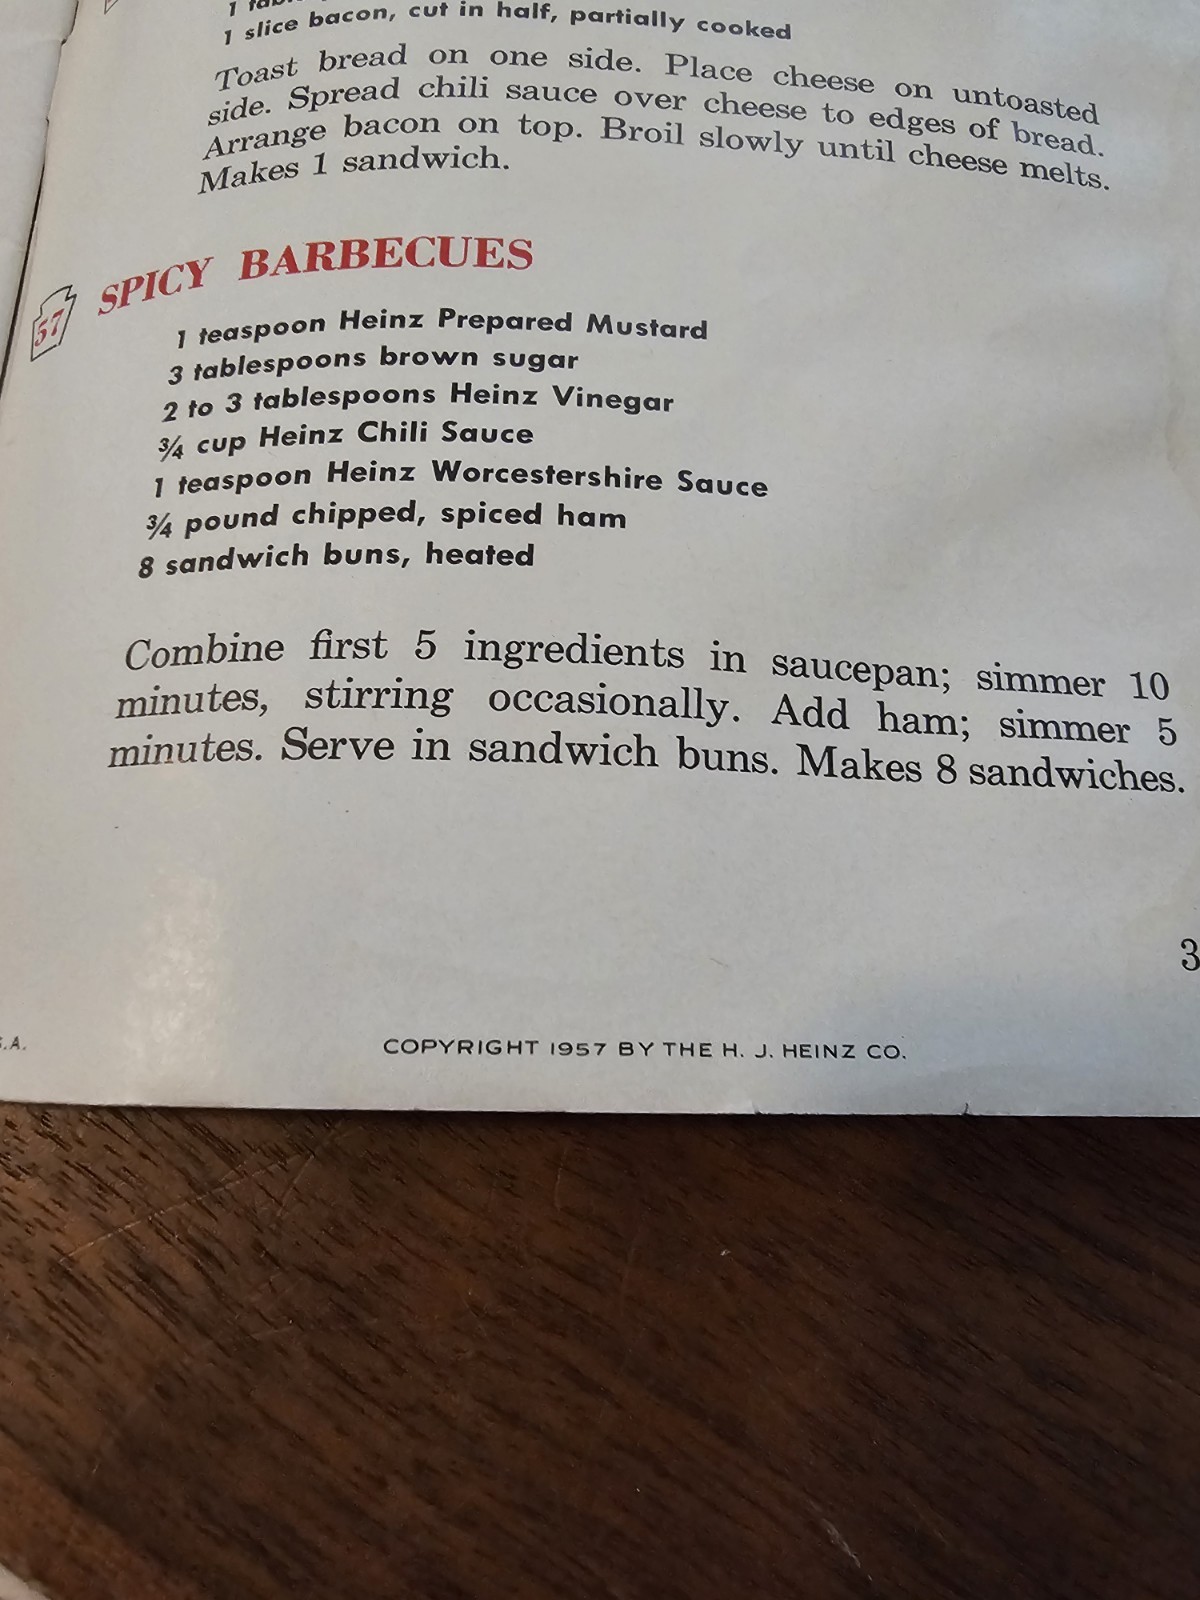 1
1 slice bacon, cut in half, partially cooked
Toast bread on one side. Place cheese on untoasted
side. Spread chili sauce over cheese to edges of bread.
Arrange bacon on top. Broil slowly until cheese melts.
Makes 1 sandwich.
57
SPICY BARBECUES
1 teaspoon Heinz Prepared Mustard
3 tablespoons brown sugar
2 to 3 tablespoons Heinz Vinegar
¾ cup Heinz Chili Sauce
1 teaspoon Heinz Worcestershire Sauce
¾ pound chipped, spiced ham
8 sandwich buns, heated
Combine first 5 ingredients in saucepan; simmer 10
minutes, stirring occasionally. Add ham; simmer 5
minutes. Serve in sandwich buns. Makes 8 sandwiches.
3
.A.
COPYRIGHT 1957 BY THE H. J. HEINZ CO.